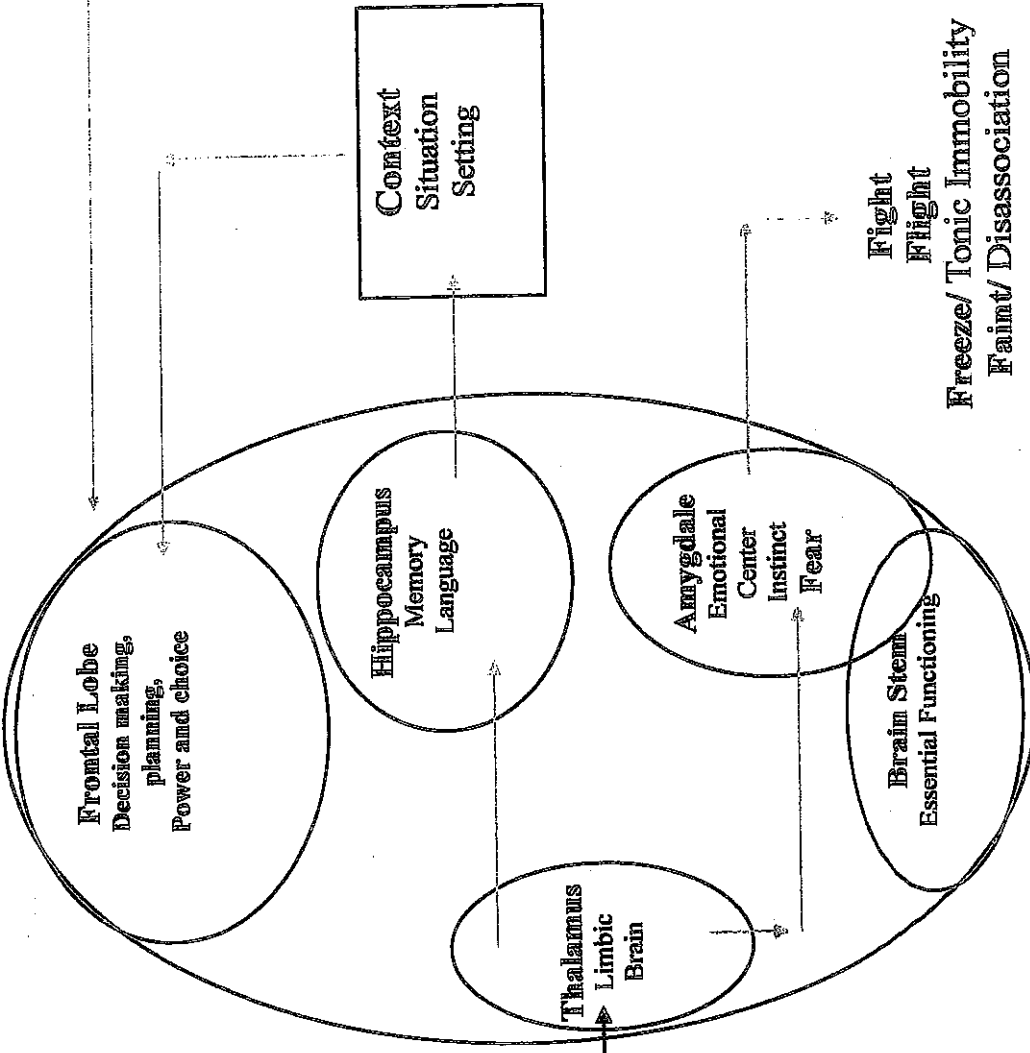 Frontal Lobe
Decision making,
planning,
Power and choice
Context
Situation
Setting
Hippocampus
Memory
Language
Thalamus
Limbic
Brain
Amygdale
Emotional
Center
Instinct
Fear
Brain Stem
Essential Functioning
Fight
Flight
Freeze/ Tonic Immobility
Faint/ Disassociation